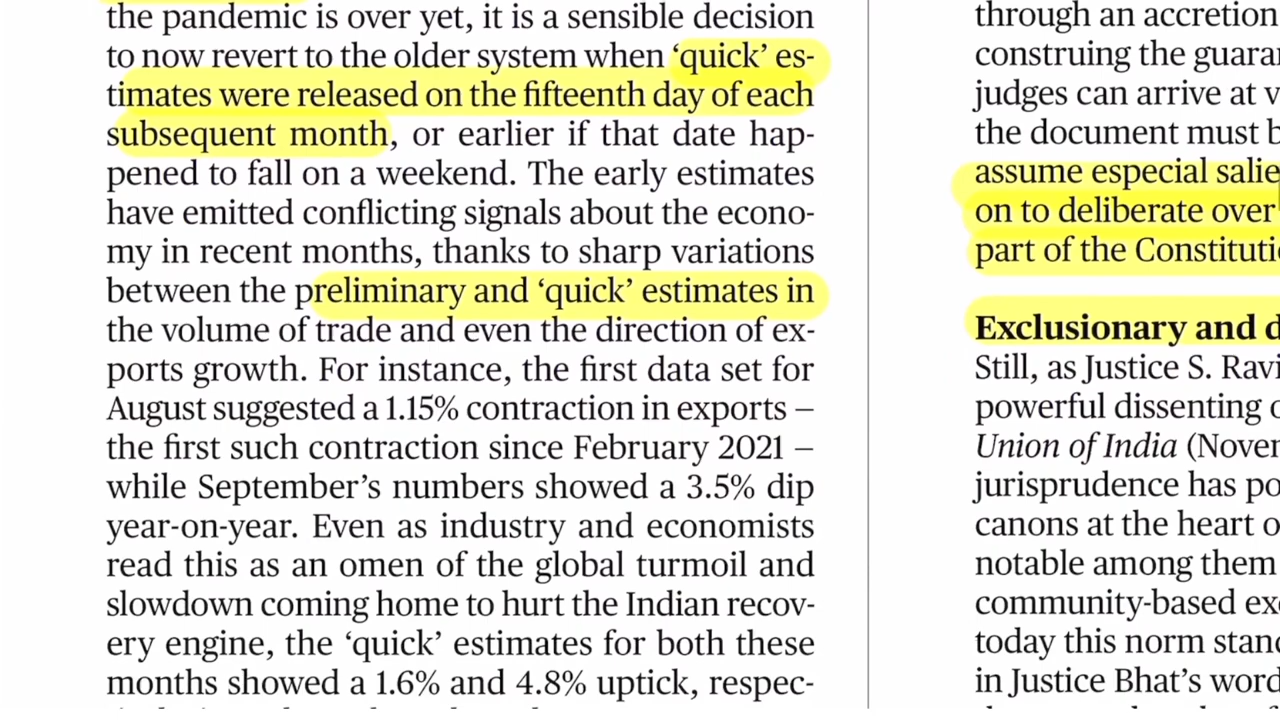 the pandemic is over yet, it is a sensible decision
to now revert to the older system when ‘quick’ es-
timates were released on the fifteenth day of each
subsequent month, or earlier if that date hap-
pened to fall on a weekend. The early estimates
have emitted conflicting signals about the econo-
my in recent months, thanks to sharp variations
between the preliminary and ‘quick’ estimates in
the volume of trade and even the direction of ex-
ports growth. For instance, the first data set for
August suggested a 1.15% contraction in exports –
the first such contraction since February 2021 –
while September’s numbers showed a 3.5% dip
year-on-year. Even as industry and economists
read this as an omen of the global turmoil and
slowdown coming home to hurt the Indian recov-
ery engine, the ‘quick’ estimates for both these
months showed a 1.6% and 4.8% uptick, respec-
through an accretion
construing the
judges can arrive at
the document must
assume especial
on to deliberate over
part of the
Exclusionary and
Still, as Justice S.
powerful dissenting
Union of India
jurisprudence has
canons at the heart
notable among them
community-based
today this norm
in Justice Bhat’s